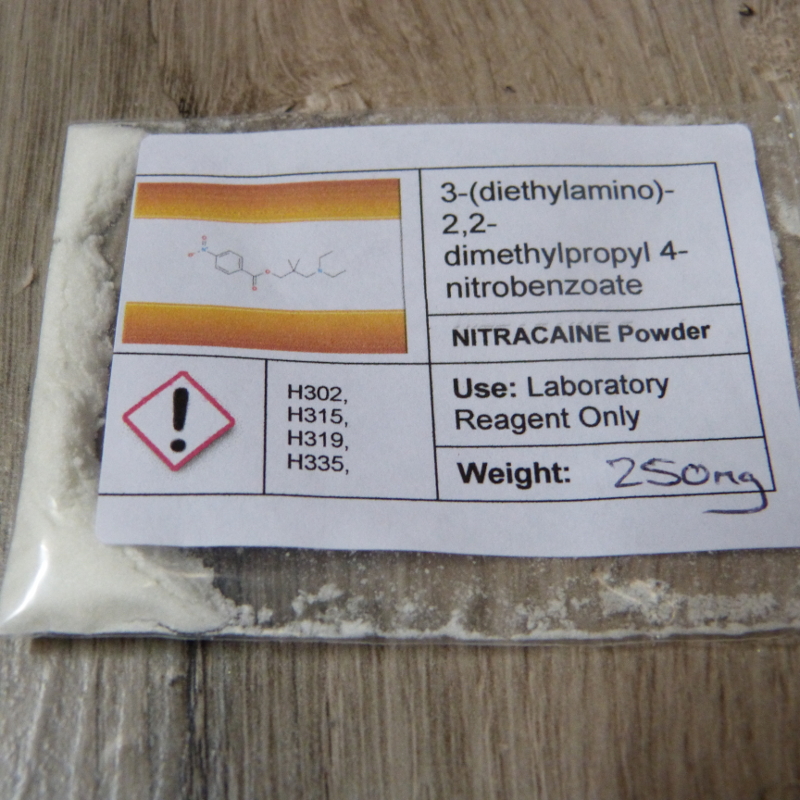 3-(diethylamino)-
2,2-
dimethylpropyl 4-
nitrobenzoate
NITRACAINE Powder
H302,
H315,
H319,
H335,
Use: Laboratory
Reagent Only
Weight: 250mg